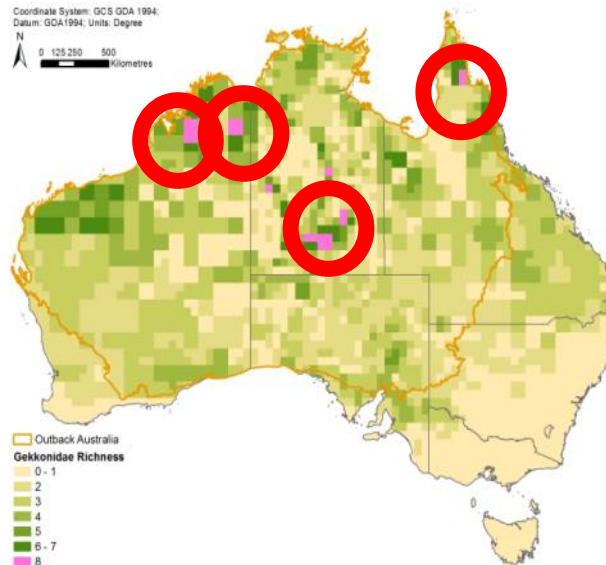 Coordinate System: GCS GDA 1994;
Datum: GDA1994; Units: Degree
N
0 125 250 500
Kilometres
Outback Australia
Gekkonidae Richness
0 - 1
2
3
4
5
6 - 7
8